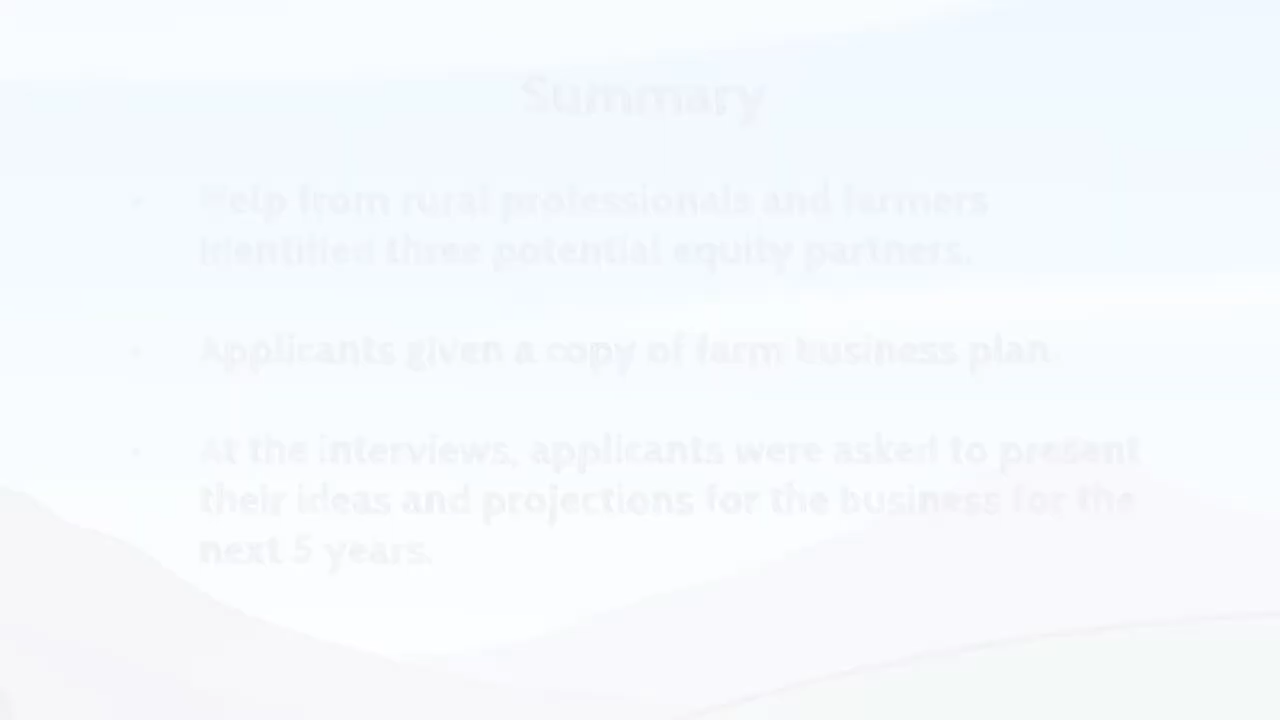 Summary
• Help from rural professionals and farmers
identified three potential equity partners.
• Applicants given a copy of farm business plan
• At the interviews, applicants were asked to present
their ideas and projections for the business for the
next 5 years.